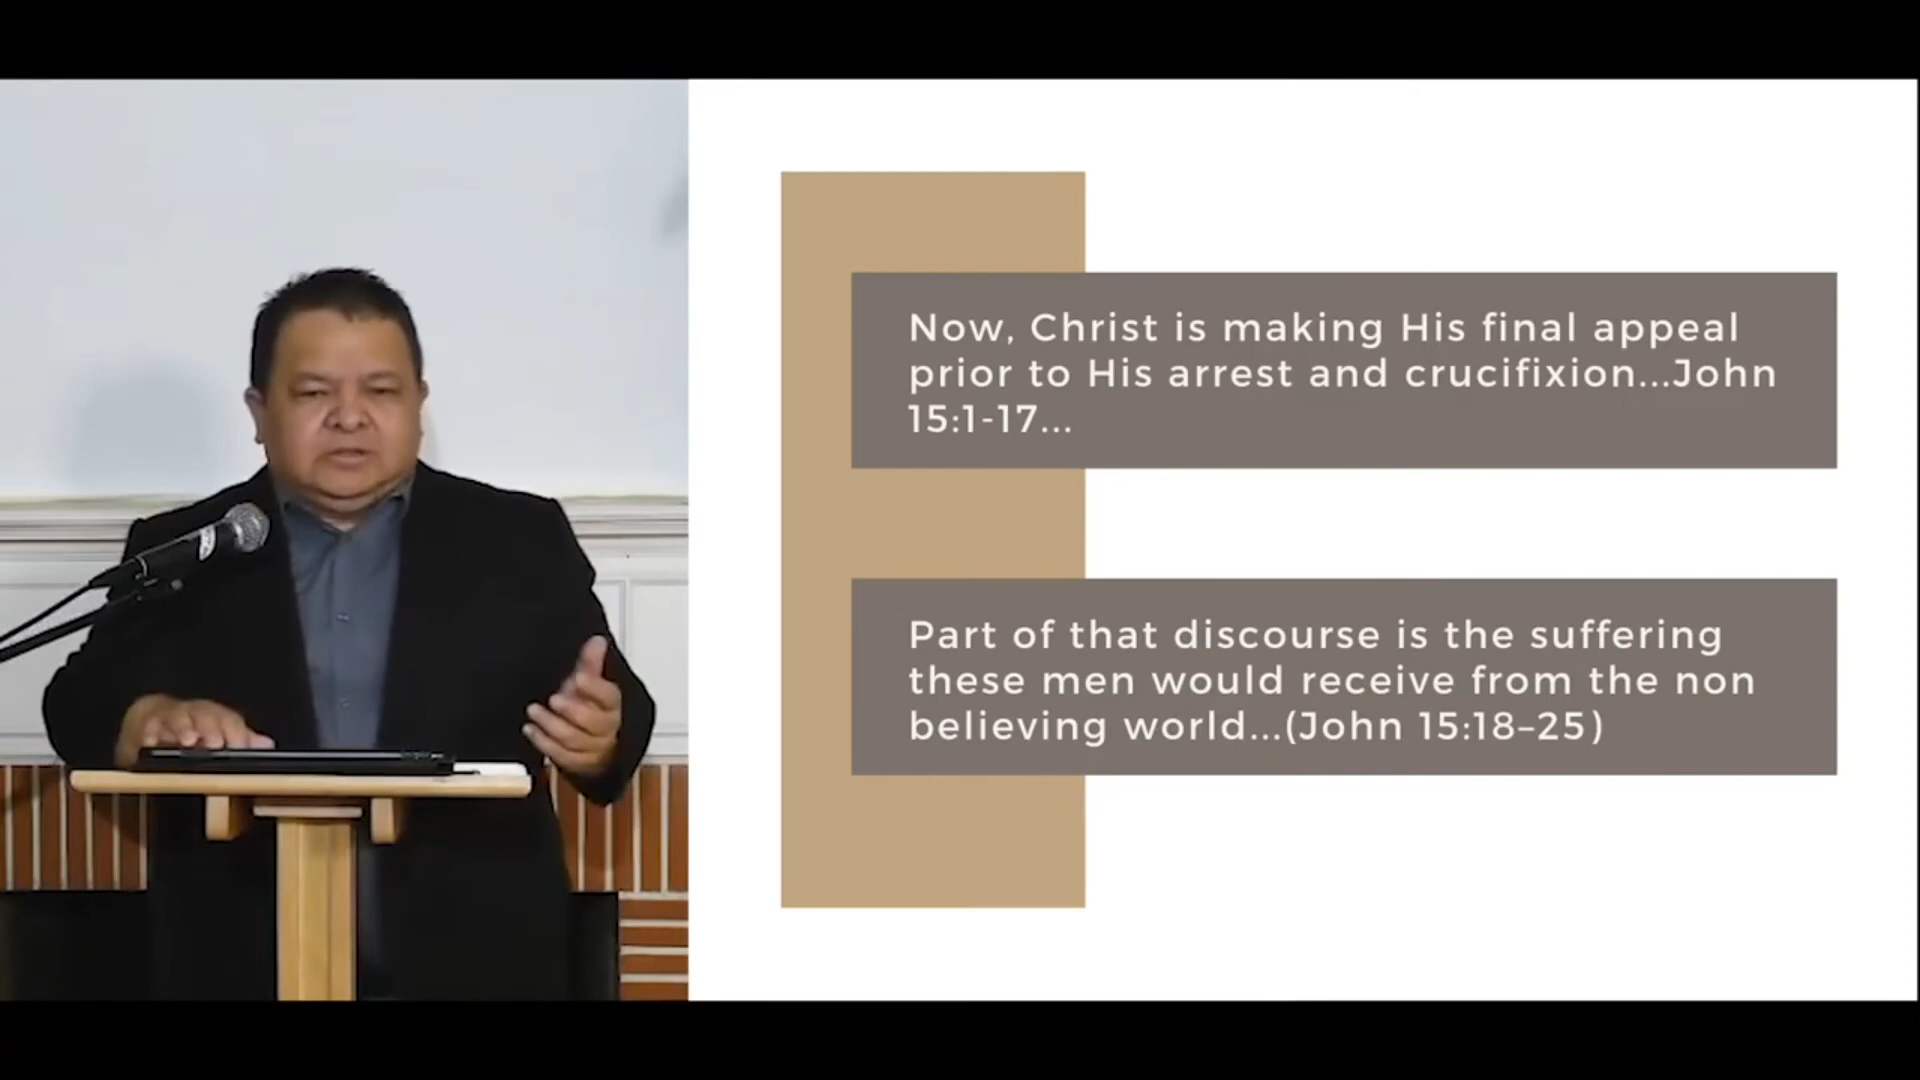 Now, Christ is making His final appeal
prior to His arrest and crucifixion...John
15:1-17...
Part of that discourse is the suffering
these men would receive from the non
believing world...(John 15:18–25)